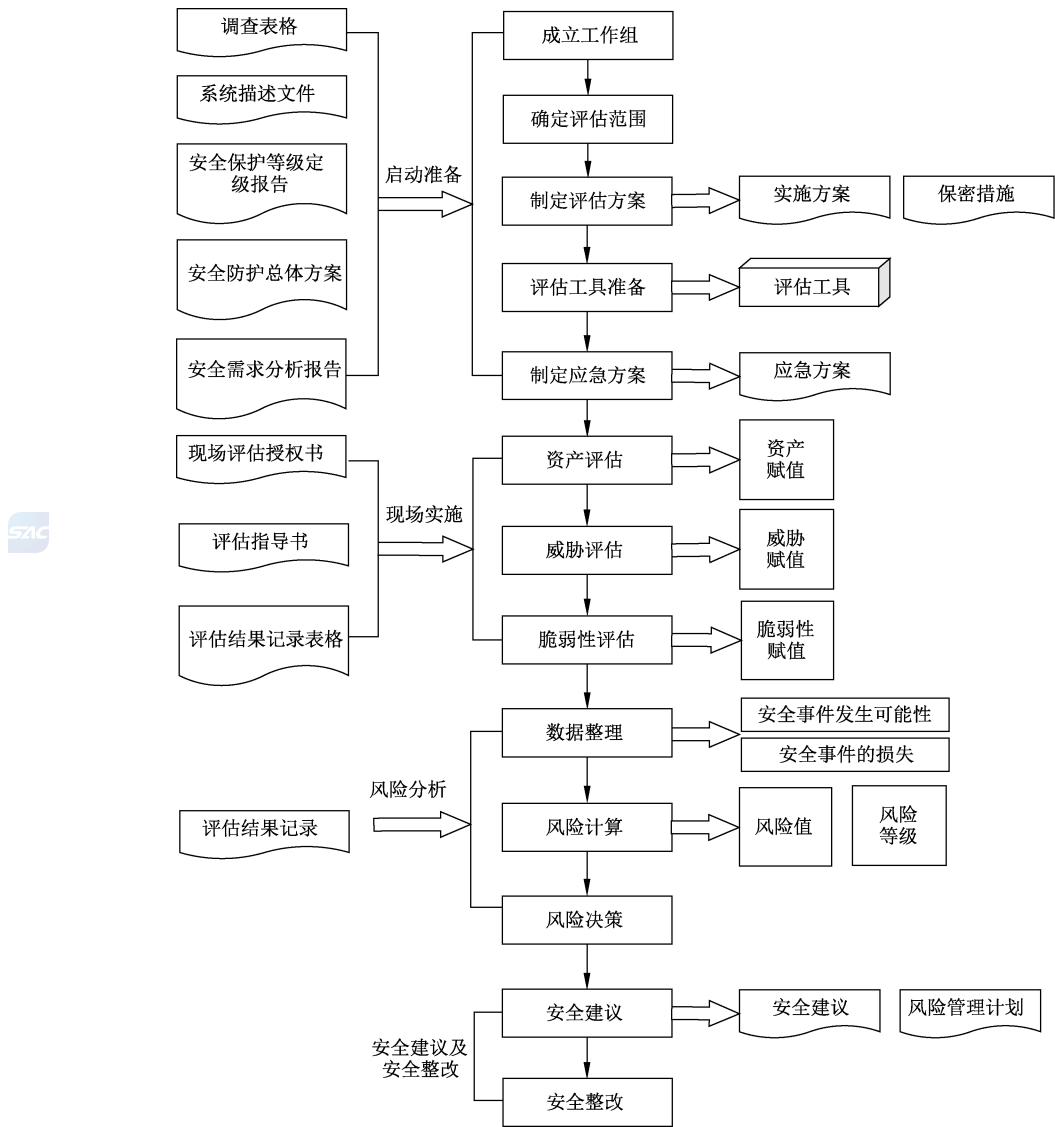 调查表格
成立工作组
系统描述文件
确定评估范围
安全保护等级定
级报告
启动准备
制定评估方案
实施方案
保密措施
安全防护总体方案
评估工具准备
评估工具
安全需求分析报告
制定应急方案
应急方案
现场评估授权书
资产评估
资产
赋值
现场实施
SAC
评估指导书
威胁评估
威胁
赋值
评估结果记录表格
脆弱性评估
脆弱性
赋值
数据整理
安全事件发生可能性
安全事件的损失
风险分析
评估结果记录
风险计算
风险值
风险
等级
风险决策
安全建议
安全建议
风险管理计划
安全建议及
安全整改
安全整改